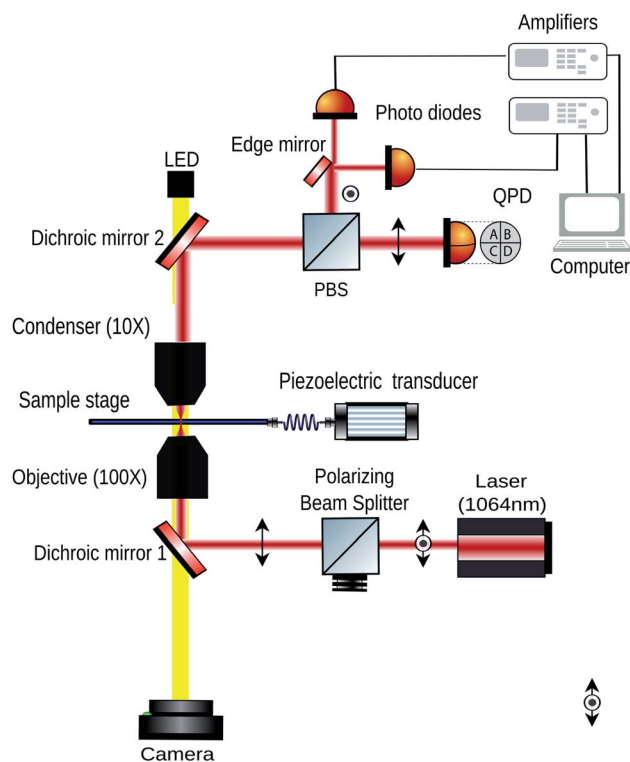 Amplifiers
Photo diodes
Edge mirror
LED
QPD
A B
C D
Dichroic mirror 2
PBS
Computer
Condenser (10X)
Sample stage
Piezoelectric transducer
Objective (100X)
Polarizing
Beam Splitter
Laser
(1064nm)
Dichroic mirror 1
Camera